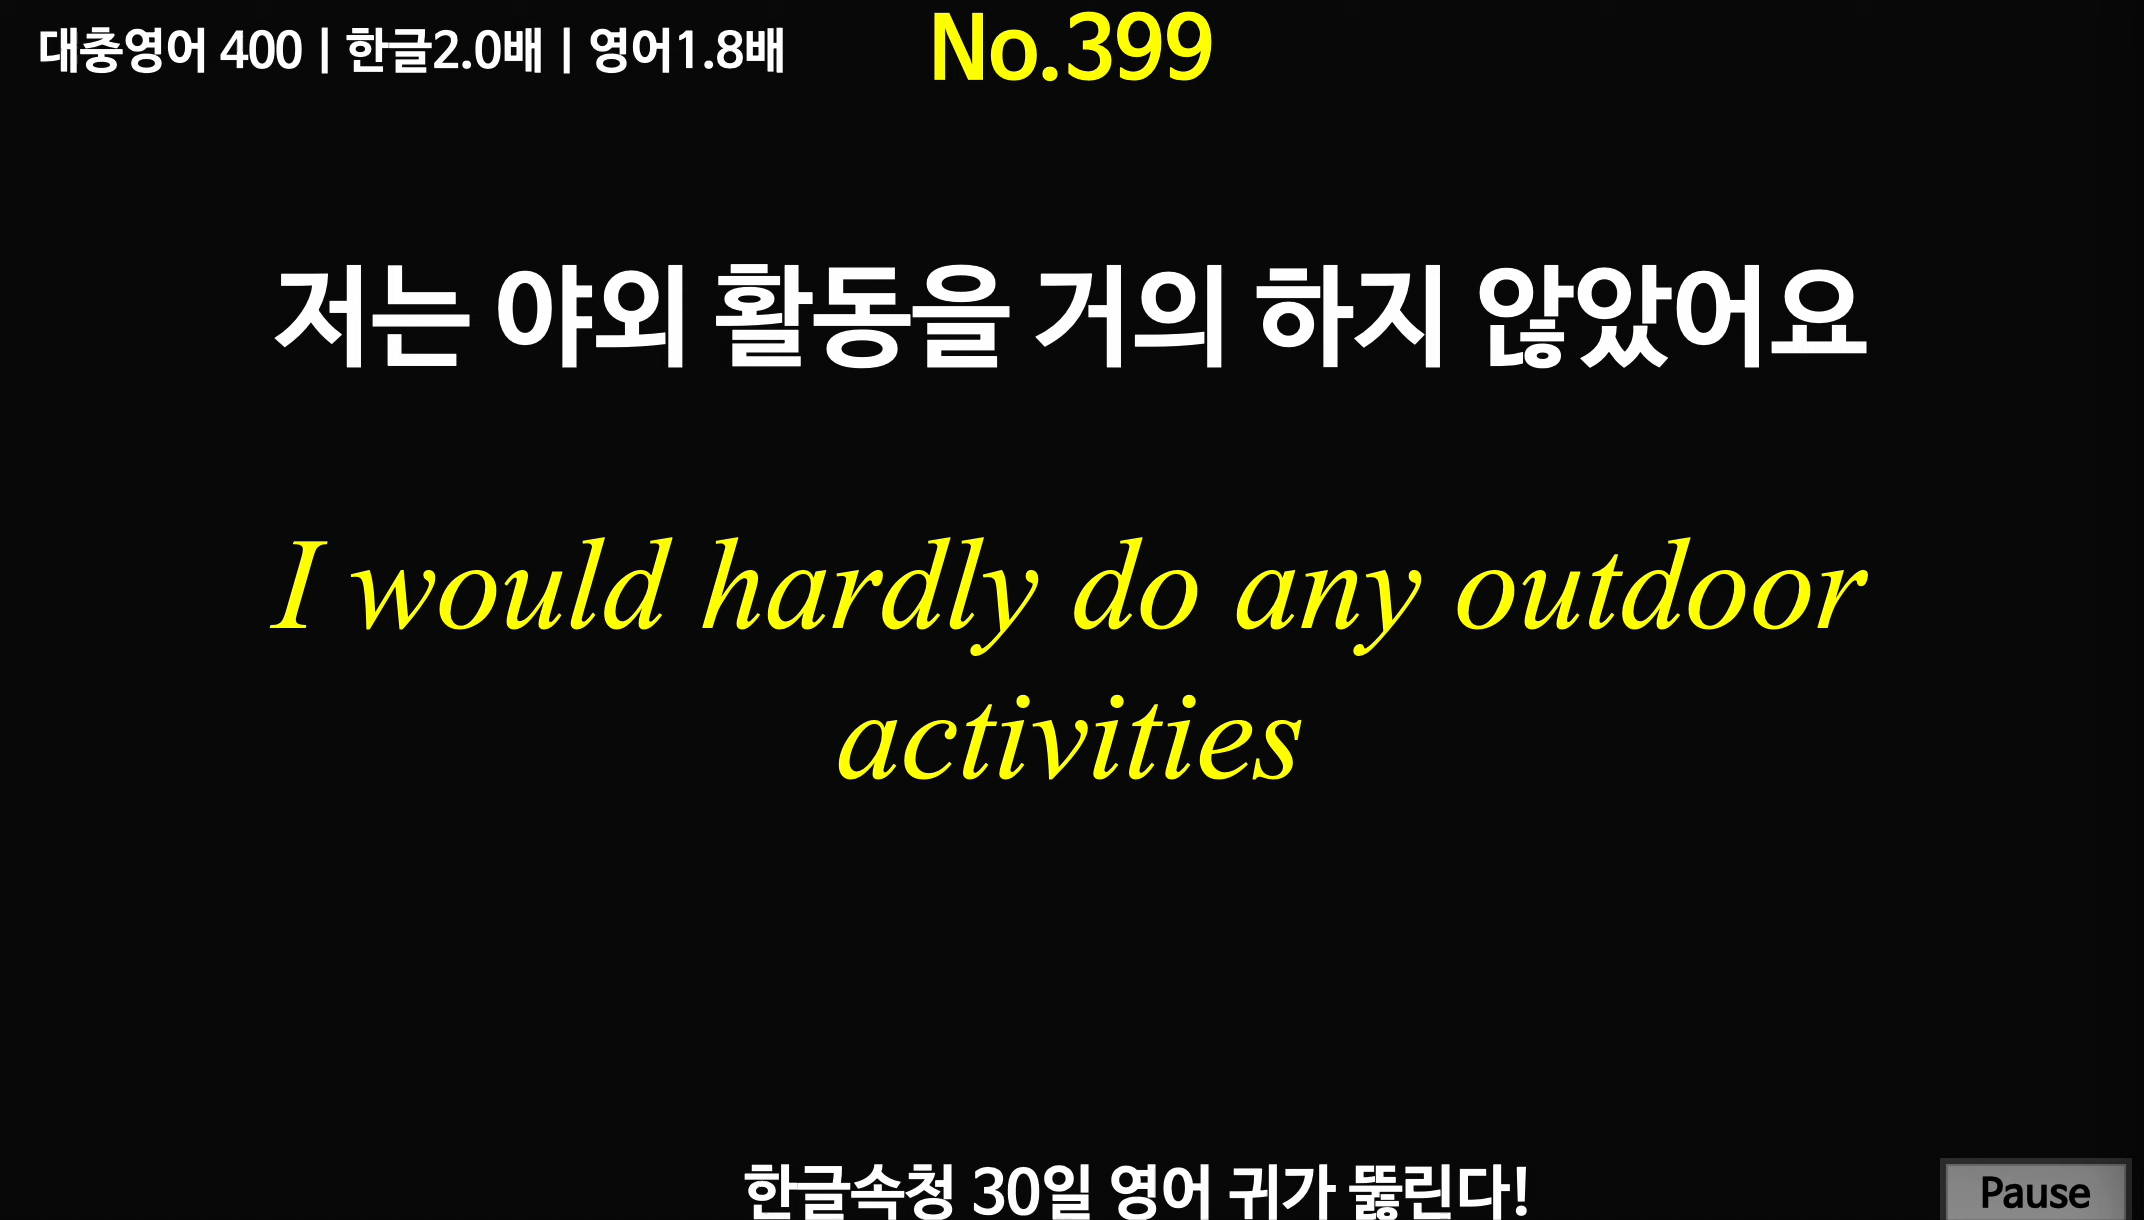 대충영어 400 | 한글2.0배 | 영어1.8배
No.399
저는 야외 활동을 거의 하지 않았어요
I would hardly do any outdoor
activities
한글속청 30일 영어 귀가 뚫린다!
Pause